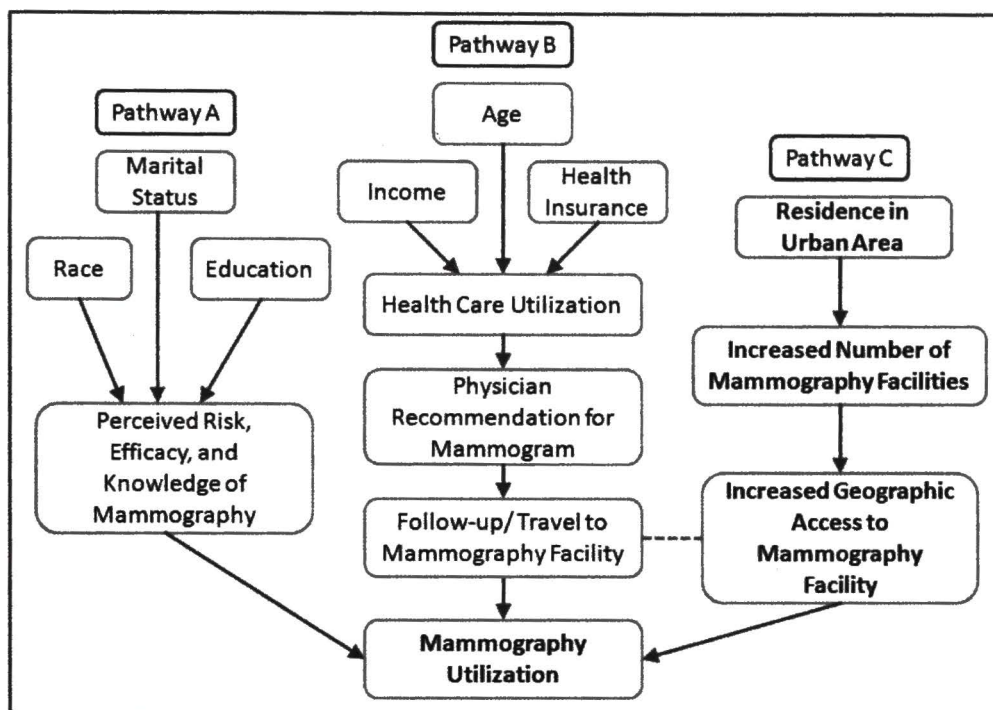 Pathway A
Marital
Status
Race
Education
Perceived Risk,
Efficacy, and
Knowledge of
Mammography
Pathway B
Age
Income
Health
Insurance
Health Care Utilization
Physician
Recommendation for
Mammogram
Follow-up/ Travel to
Mammography Facility
Mammography
Utilization
Pathway C
Residence in
Urban Area
Increased Number of
Mammography Facilities
Increased Geographic
Access to
Mammography
Facility